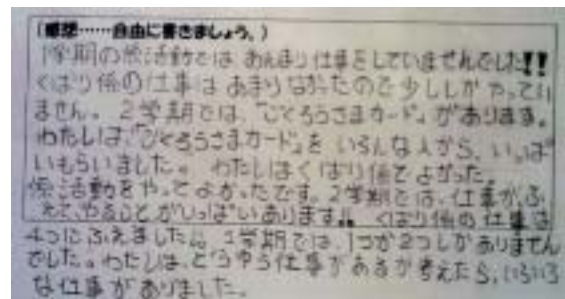 (感想……自由に書きましょう。)
1学期の係活動では あんまり仕事をしていませんでした!!
くばり係の仕事は あまりなかったので少ししか やってい
ません。2学期では、「ごくろうさまカード」があります。
わたしは、「ごくろうさまカード」を いろんな人から、いっぱ
いもらいました。 わたしはくばり係で よかった。
係活動をやってよかったです。2学期では、仕事が、ふ
えて、やることがいっぱいあります!! くばり係の仕事は
4つにふえました!! 1学期では、1つか2つしかありません
でした。わたしは、どうゆう仕事があるか考えたら、いろいろ
な仕事がありました。